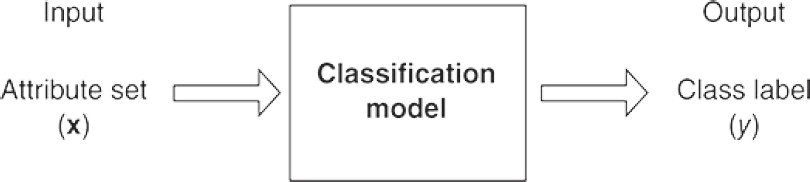 Input
Attribute set
(x)
Classification
model
Output
Class label
(y)